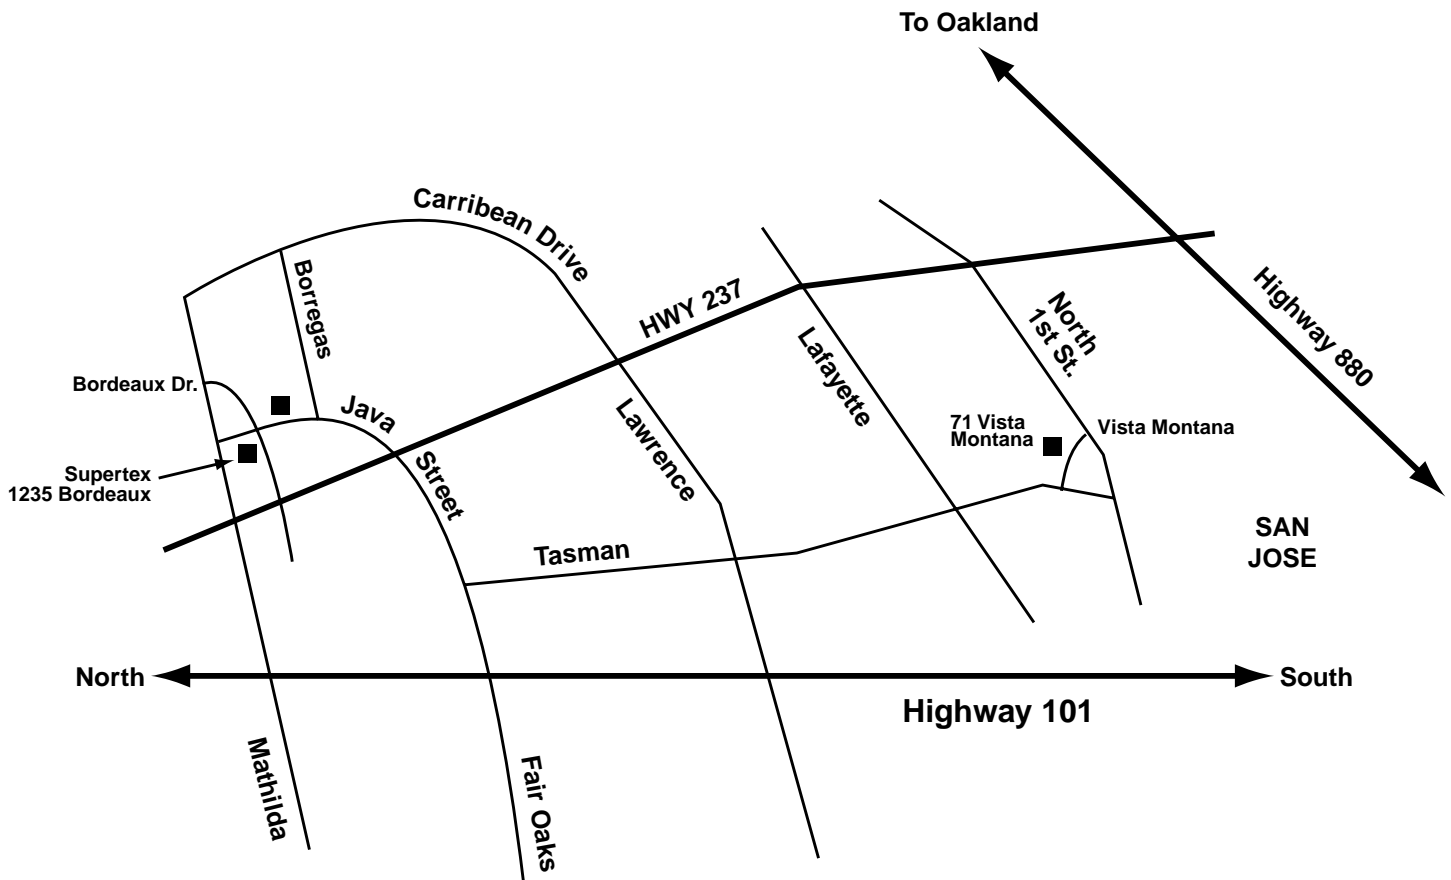 To Oakland
Carribean Drive
Borregas
HWY 237
Highway 880
North
1st St.
Lafayette
Bordeaux Dr.
Java
Street
Lawrence
71 Vista
Montana
Vista Montana
Supertex
1235 Bordeaux
Tasman
SAN
JOSE
North
South
Highway 101
Mathilda
Fair Oaks